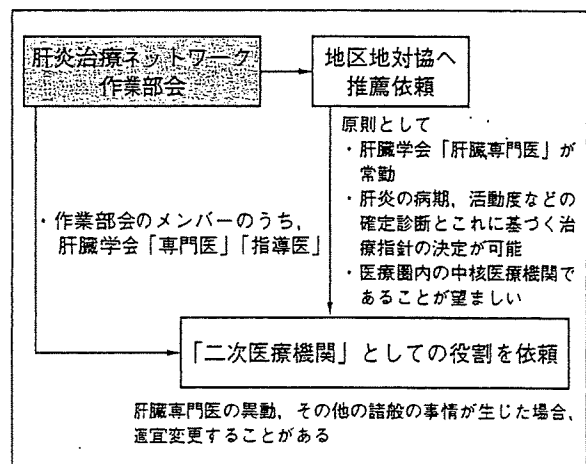 肝炎治療ネットワーク
作業部会
地区地対協へ
推薦依頼
原則として
・肝臓学会「肝臓専門医」が
常勤
・肝炎の病期，活動度などの
確定診断とこれに基づく治
療指針の決定が可能
・医療圏内の中核医療機関で
あることが望ましい
・作業部会のメンバーのうち，
肝臓学会「専門医」「指導医」
「二次医療機関」としての役割を依頼
肝臓専門医の異動，その他の諸般の事情が生じた場合，
適宜変更することがある